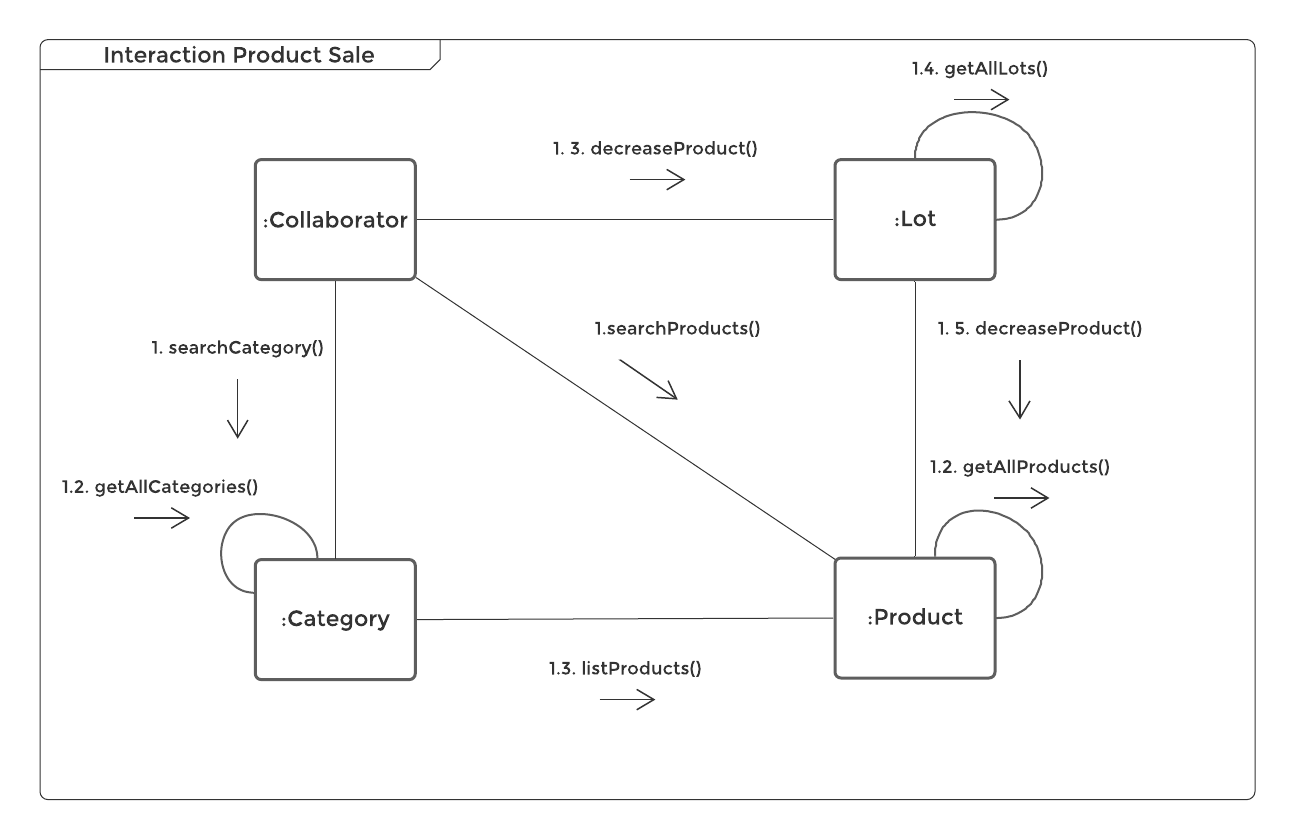 Interaction Product Sale
1.4. getAllLots()
1. 3. decreaseProduct()
:Collaborator
:Lot
1.searchProducts()
1. 5. decreaseProduct()
1. searchCategory()
1.2. getAllProducts()
1.2. getAllCategories()
:Category
:Product
1.3. listProducts()